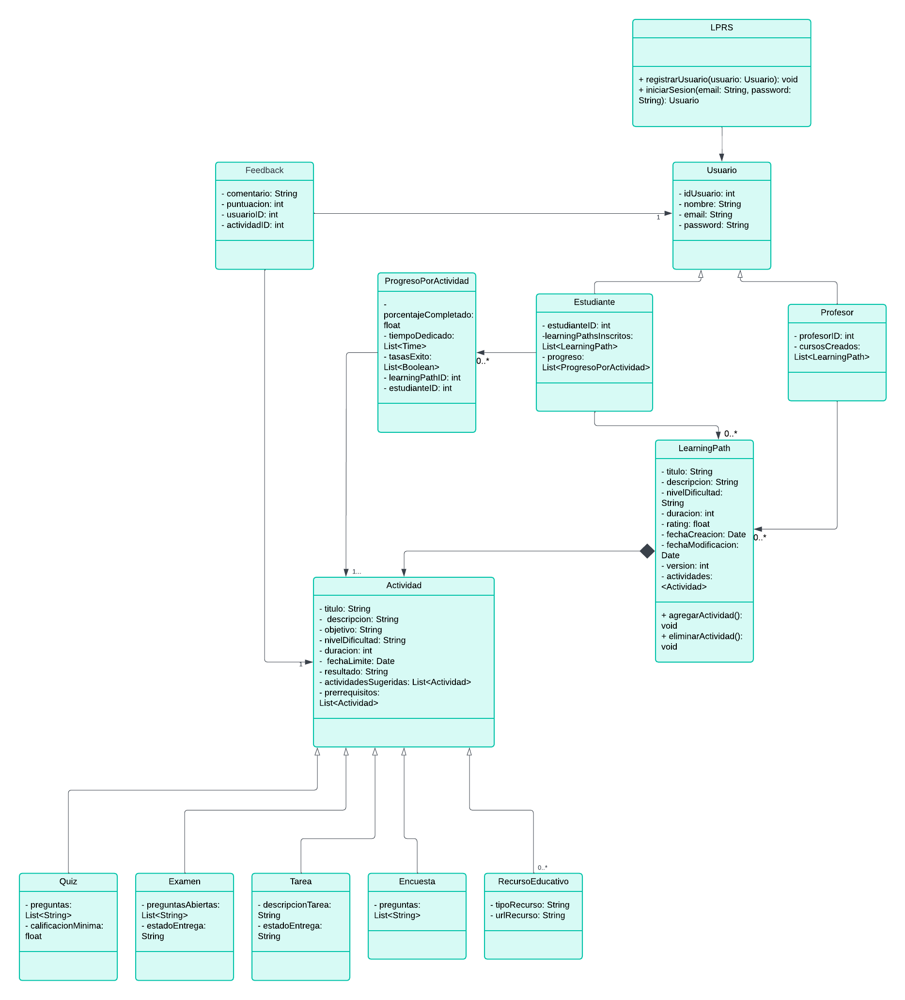 LPRS
+ registrarUsuario(usuario: Usuario): void
+ iniciarSesion(email: String, password:
String): Usuario
Feedback
- comentario: String
- puntuacion: int
- usuarioID: int
- actividadID: int
1
Usuario
- idUsuario: int
- nombre: String
- email: String
- password: String
ProgresoPorActividad
-
porcentajeCompletado:
float
- tiempoDedicado:
List<Time>
- tasasExito:
List<Boolean>
- learningPathID: int
- estudianteID: int
0..*
Estudiante
- estudianteID: int
-learningPathsInscritos:
List<LearningPath>
- progreso:
List<ProgresoPorActividad>
Profesor
- profesorID: int
- cursosCreados:
List<LearningPath>
0..*
LearningPath
- titulo: String
- descripcion: String
- nivelDificultad:
String
- duracion: int
- rating: float
- fechaCreacion: Date
- fechaModificacion:
Date
- version: int
- actividades:
<Actividad>
+ agregarActividad():
void
+ eliminarActividad():
void
0..*
1...
1
Actividad
- titulo: String
-  descripcion: String
- objetivo: String
- nivelDificultad: String
- duracion: int
-  fechaLimite: Date
- resultado: String
- actividadesSugeridas: List<Actividad>
- prerrequisitos:
List<Actividad>
0..*
Quiz
- preguntas:
List<String>
- calificacionMinima:
float
Examen
- preguntasAbiertas:
List<String>
- estadoEntrega:
String
Tarea
- descripcionTarea:
String
- estadoEntrega:
String
Encuesta
- preguntas:
List<String>
RecursoEducativo
- tipoRecurso: String
- urlRecurso: String